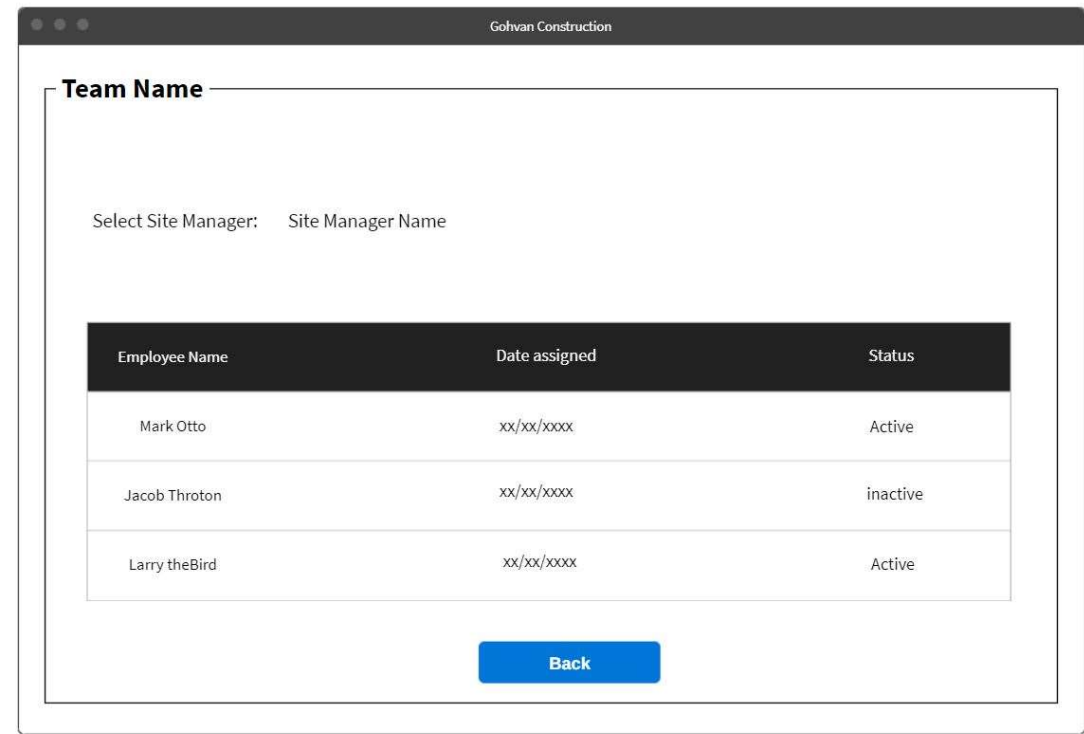 Gohvan Construction
Team Name
Select Site Manager: Site Manager Name
Employee Name Date assigned Status
Mark Otto xx/xx/xxxx Active
Jacob Throton xx/xx/xxxx inactive
Larry theBird xx/xx/xxxx Active
Back